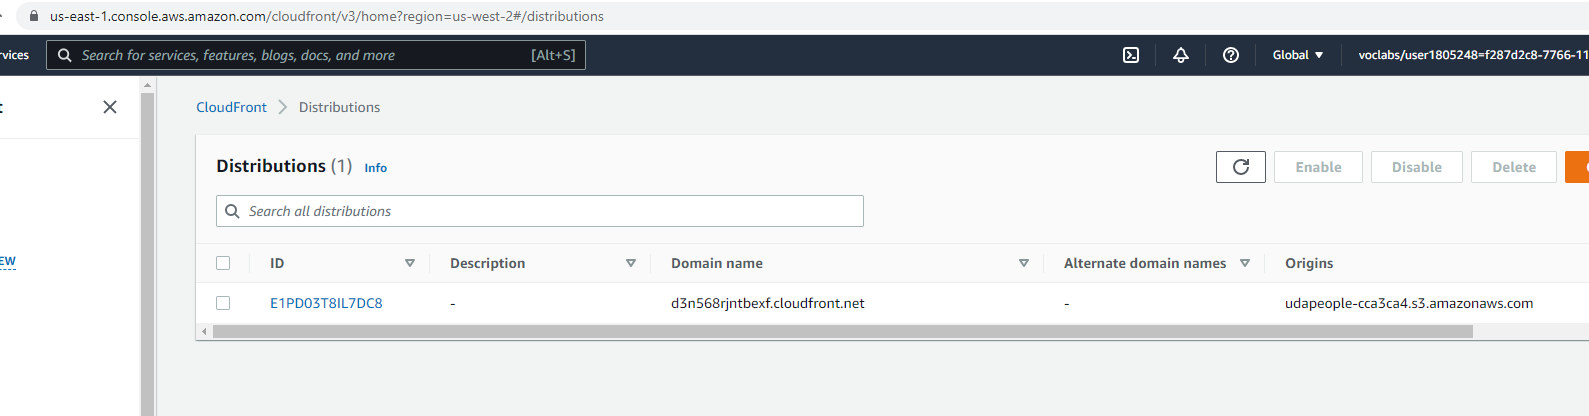 us-east-1.console.aws.amazon.com/cloudfront/v3/home?region=us-west-2#/distributions
rvices Search for services, features, blogs, docs, and more [Alt+S] Global voclabs/user1805248=f287d2c8-7766-11
t
CloudFront Distributions
Distributions (1) Info Enable Disable Delete
Search all distributions
EW
ID Description Domain name Alternate domain names Origins
E1PD03T8IL7DC8 - d3n568rjntbexf.cloudfront.net - udapeople-cca3ca4.s3.amazonaws.com